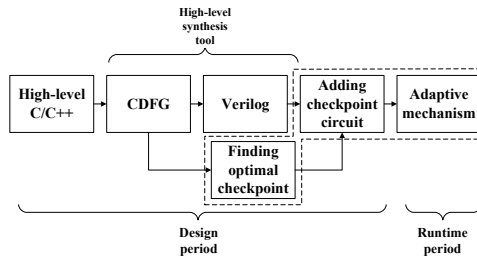 High-level
synthesis
tool
High-level
C/C++
CDFG
Verilog
Adding
checkpoint
circuit
Adaptive
mechanism
Finding
optimal
checkpoint
Design
period
Runtime
period